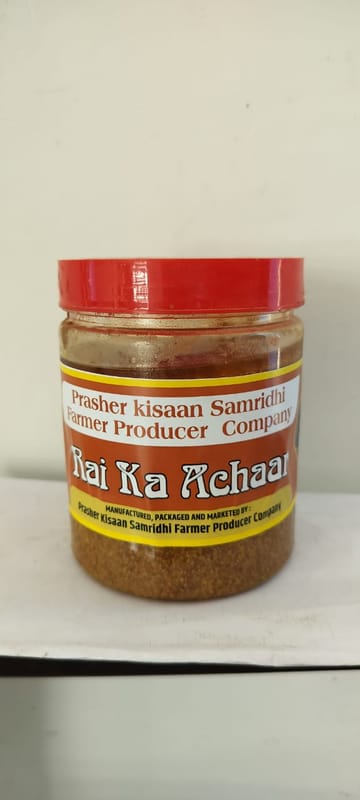 Prasher kisaan Samridhi
Farmer Producer Company
Rai Ka Achaar
MANUFACTURED, PACKAGED AND MARKETED BY :
Prasher Kisaan Samridhi Farmer Producer Company